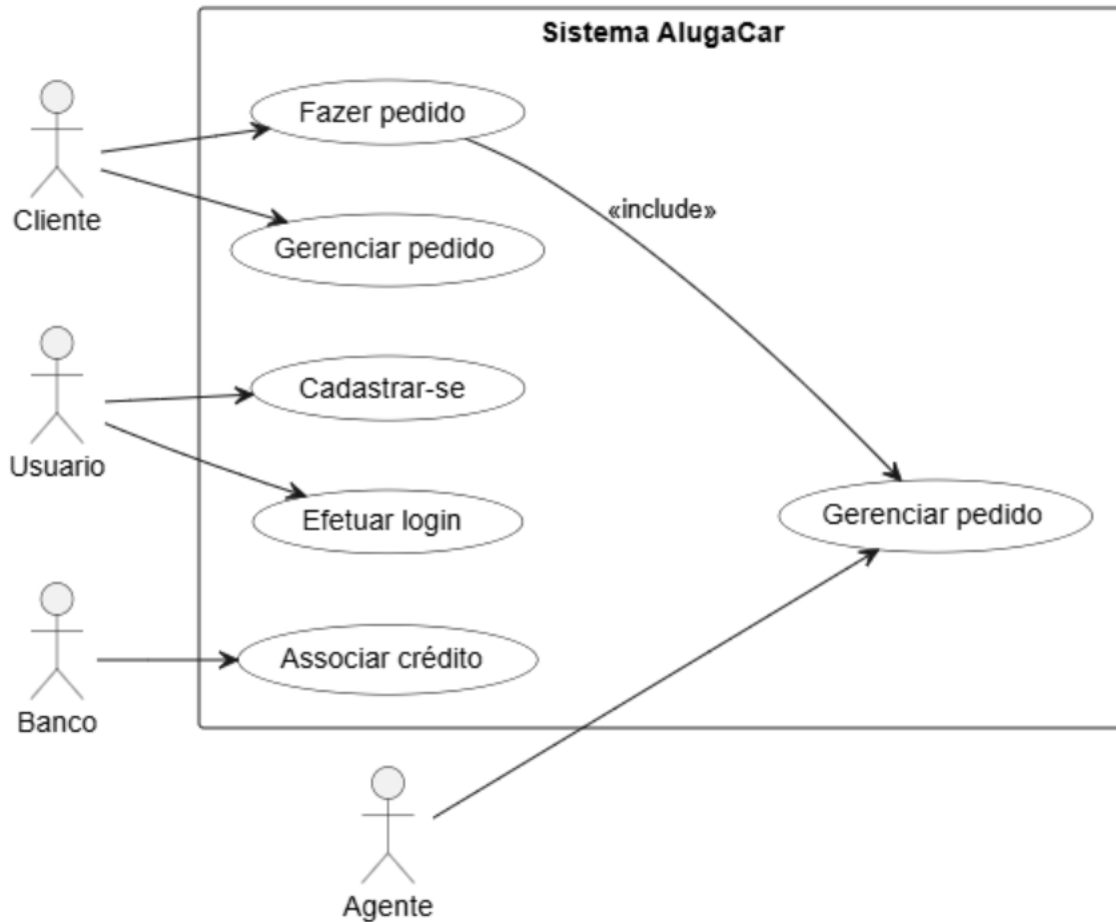 Sistema AlugaCar
Fazer pedido
Cliente
«include»
Gerenciar pedido
Cadastrar-se
Usuario
Efetuar login
Gerenciar pedido
Associar crédito
Banco
Agente